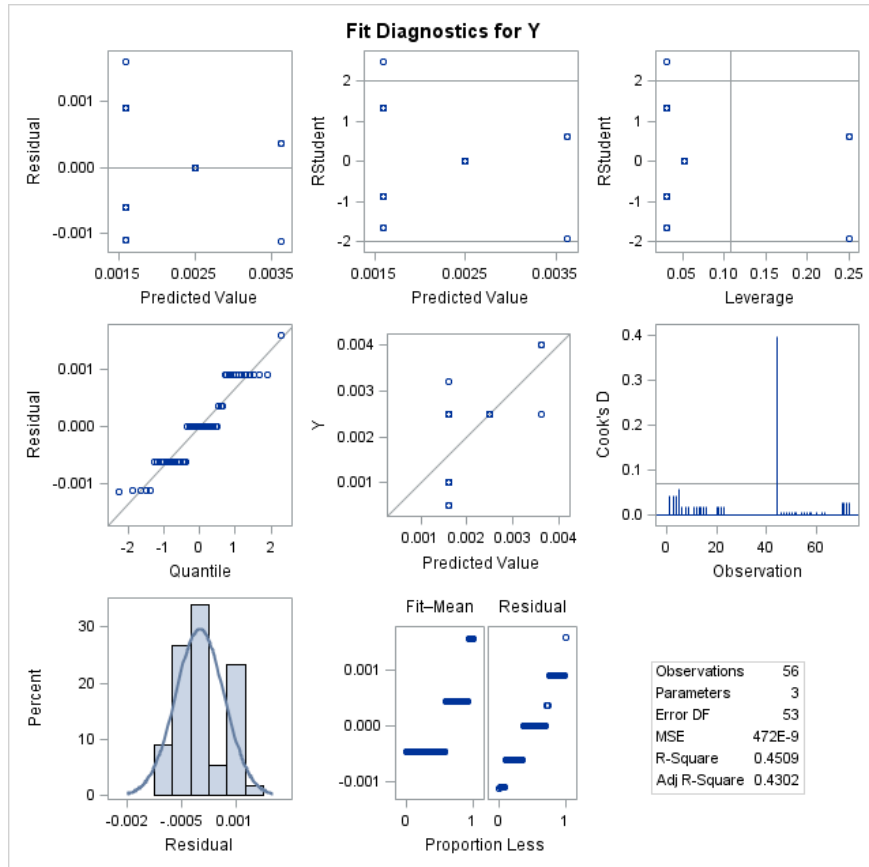 Fit Diagnostics for Y
Residual
0.001
0.000
-0.001
0.0015 0.0025 0.0035
Predicted Value
RStudent
2
1
0
-1
-2
0.0015 0.0025 0.0035
Predicted Value
RStudent
2
1
0
-1
-2
0.05 0.10 0.15 0.20 0.25
Leverage
Residual
0.001
0.000
-0.001
-2 -1 0 1 2
Quantile
Y
0.004
0.003
0.002
0.001
0.001 0.002 0.003 0.004
Predicted Value
Cook's D
0.4
0.3
0.2
0.1
0.0
0 20 40 60
Observation
Percent
30
20
10
0
-0.002 -.0005 0.001
Residual
Fit–Mean Residual
0.001
0.000
-0.001
0 1 0 1
Proportion Less
Observations 56
Parameters 3
Error DF 53
MSE 472E-9
R-Square 0.4509
Adj R-Square 0.4302